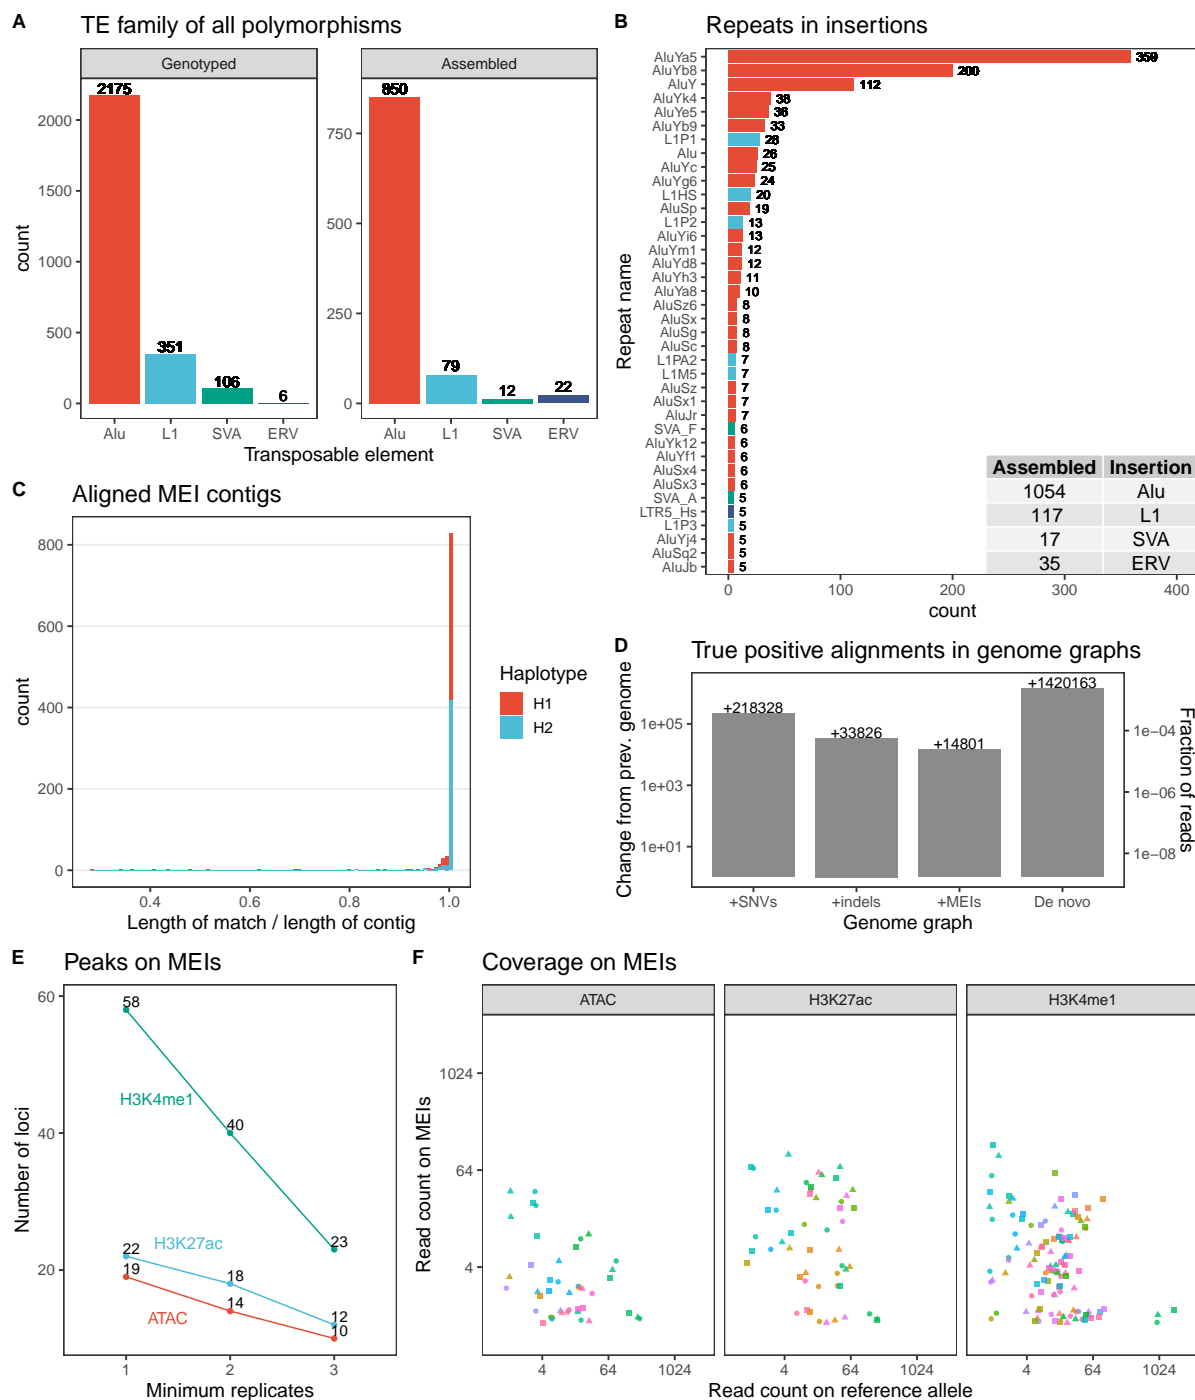 A
TE family of all polymorphisms
Genotyped
Assembled
2175
351
106
6
850
79
12
22
2000
1500
1000
500
0
750
500
250
0
count
Alu L1 SVA ERV
Alu L1 SVA ERV
Transposable element
B
Repeats in insertions
AluYa5 359
AluYb8 200
AluY 112
AluYk4 38
AluYe5 36
AluYb9 33
L1P1 28
Alu 26
AluYc 25
AluYg6 24
L1HS 20
AluSp 19
L1P2 13
AluYi6 13
AluYm1 12
AluYd8 12
AluYh3 11
AluYa8 10
AluSz6 8
AluSx 8
AluSg 8
AluSc 8
L1PA2 7
L1M5 7
AluSz 7
AluSx1 7
AluJr 7
SVA_F 6
AluYk12 6
AluYf1 6
AluSx4 6
AluSx3 6
SVA_A 5
LTR5_Hs 5
L1P3 5
AluYj4 5
AluSq2 5
AluJb 5
Repeat name
0 100 200 300 400
count
Assembled Insertion
1054 Alu
117 L1
17 SVA
35 ERV
C
Aligned MEI contigs
800
600
400
200
0
count
0.4 0.6 0.8 1.0
Length of match / length of contig
Haplotype
H1
H2
D
True positive alignments in genome graphs
+218328
+33826
+14801
+1420163
1e+05
1e+03
1e+01
Change from prev. genome
1e-04
1e-06
1e-08
Fraction of reads
+SNVs +indels +MEIs De novo
Genome graph
E
Peaks on MEIs
60
40
20
Number of loci
58
40
23
H3K4me1
22
18
12
H3K27ac
19
14
10
ATAC
1 2 3
Minimum replicates
F
Coverage on MEIs
ATAC
H3K27ac
H3K4me1
1024
64
4
Read count on MEIs
4 64 1024
4 64 1024
4 64 1024
Read count on reference allele